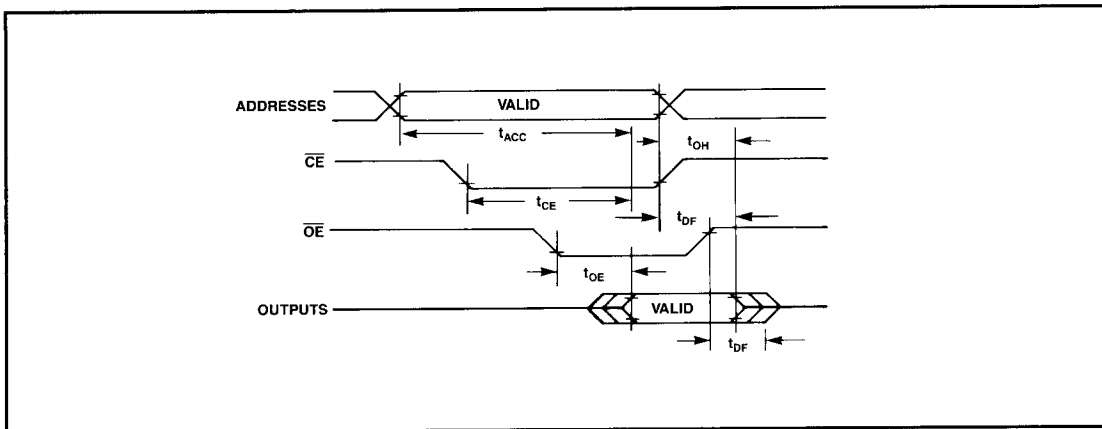 ADDRESSES
VALID
tACC
tOH
CE
tCE
tDF
OE
tOE
OUTPUTS
VALID
tDF